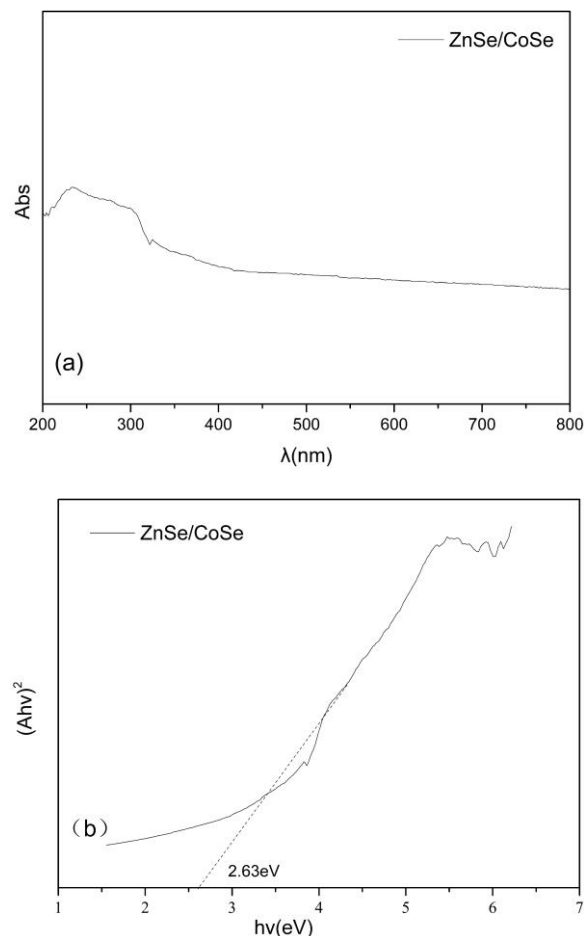 ZnSe/CoSe
Abs
(a)
200 300 400 500 600 700 800
λ(nm)
ZnSe/CoSe
(Ahv)²
（b）
2.63eV
1 2 3 4 5 6 7
hv(eV)